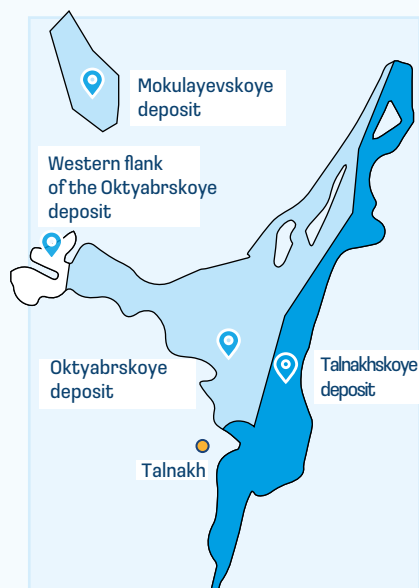 Mokulayevskoye
deposit
Western flank
of the Oktyabrskoye
deposit
Oktyabrskoye
deposit
Talnakhskoye
deposit
Talnakh